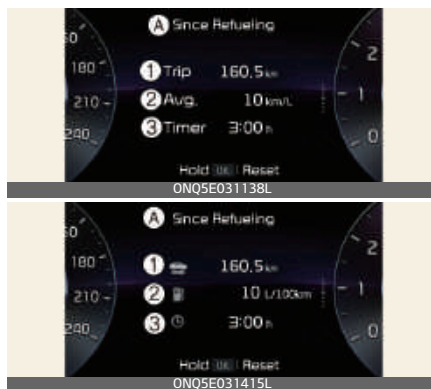 A Since Refueling
60
180
210
240
2
1
0
1 Trip 160.5 km
2 Avg. 10 km/L
3 Timer 3:00 h
Hold OK : Reset
ONQ5E031138L
A Since Refueling
180
210
240
2
1
0
1 160.5 km
2 10 L/100km
3 3:00 h
Hold OK : Reset
ONQ5E031415L